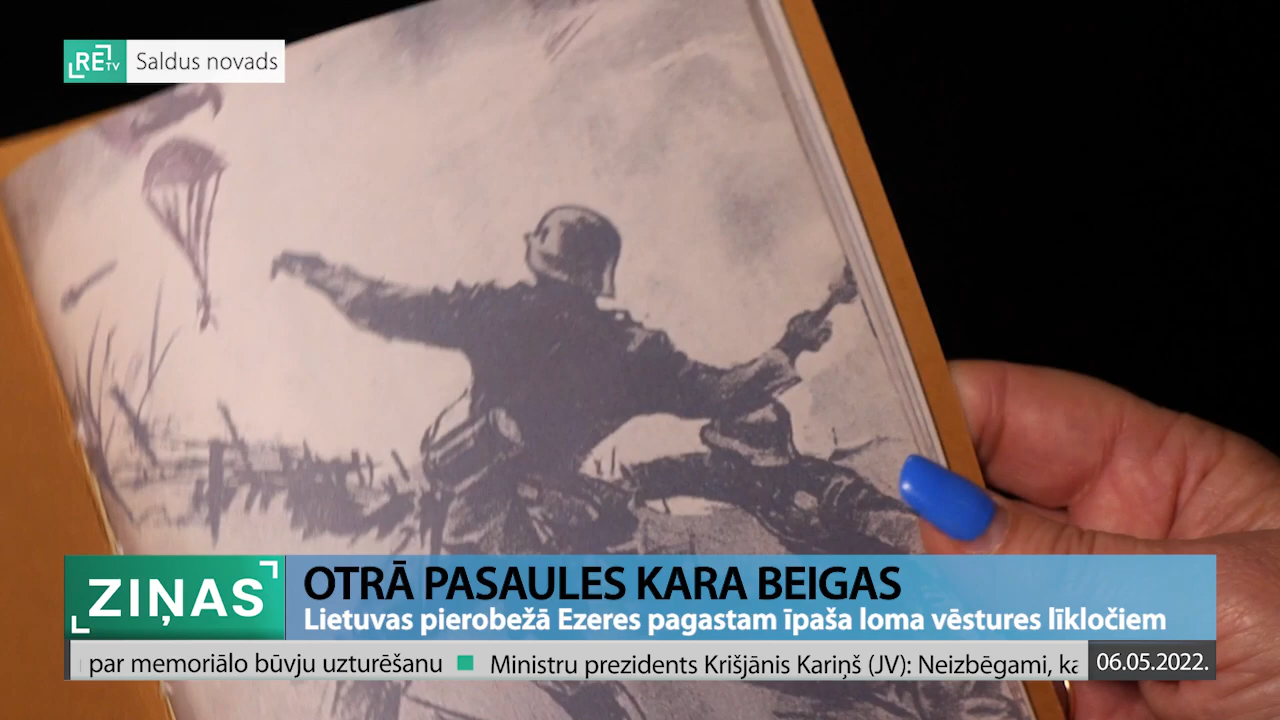 RE TV Saldus novads
ZIŅAS
OTRĀ PASAULES KARA BEIGAS
Lietuvas pierobežā Ezeres pagastam īpaša loma vēstures līkločiem
par memoriālo būvju uzturēšanu ■ Ministru prezidents Krišjānis Kariņš (JV): Neizbēgami, ka
06.05.2022.